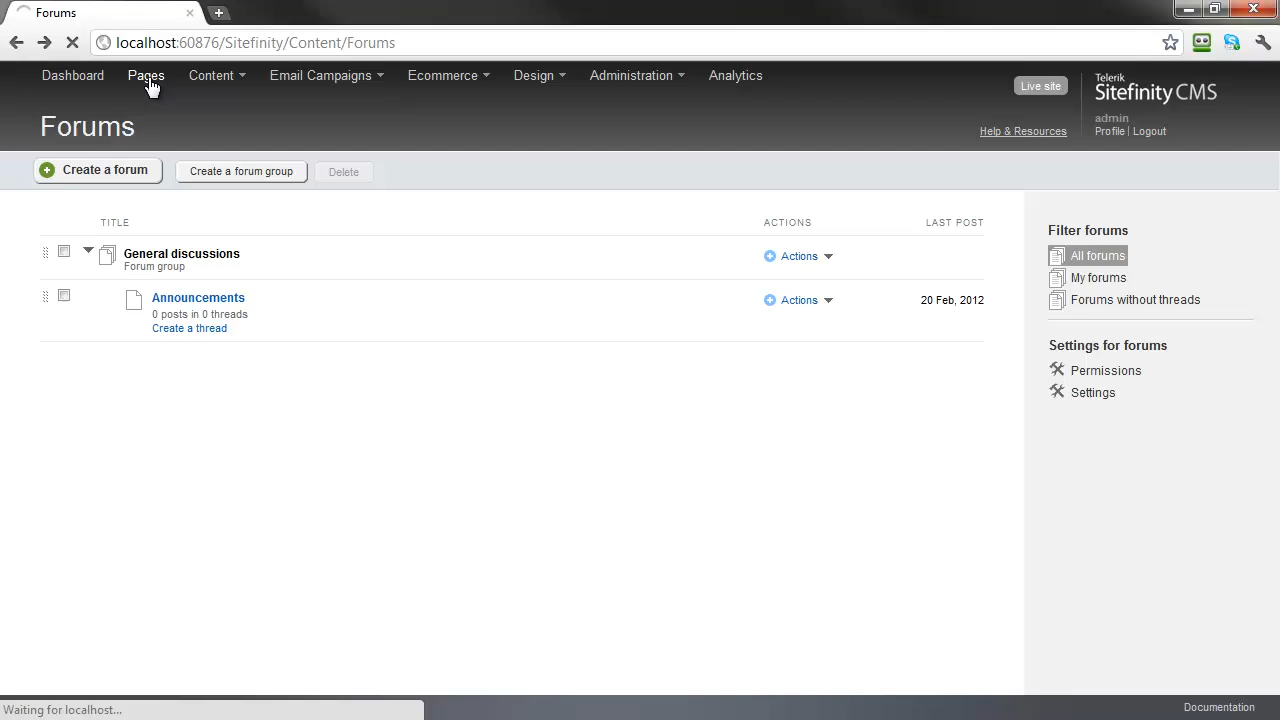 Forums
localhost:60876/Sitefinity/Content/Forums
Dashboard Pages Content Email Campaigns Ecommerce Design Administration Analytics
Live site
Telerik
Sitefinity CMS
admin
Profile | Logout
Forums
Help & Resources
Create a forum Create a forum group Delete
TITLE ACTIONS LAST POST
General discussions
Forum group
Actions
Announcements
0 posts in 0 threads
Create a thread
Actions
20 Feb, 2012
Filter forums
All forums
My forums
Forums without threads
Settings for forums
Permissions
Settings
Waiting for localhost...
Documentation